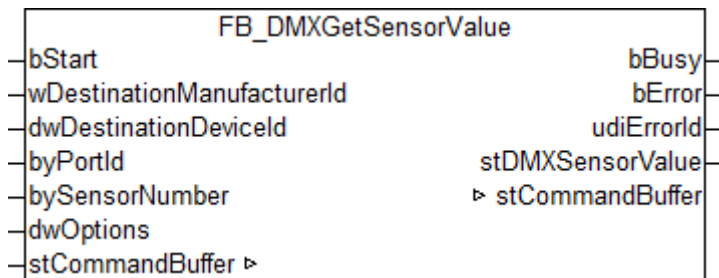 FB_DMXGetSensorValue
bStart bBusy
wDestinationManufacturerId bError
dwDestinationDeviceId udiErrorId
byPortId stDMXSensorValue
bySensorNumber ▹ stCommandBuffer
dwOptions
stCommandBuffer ▹